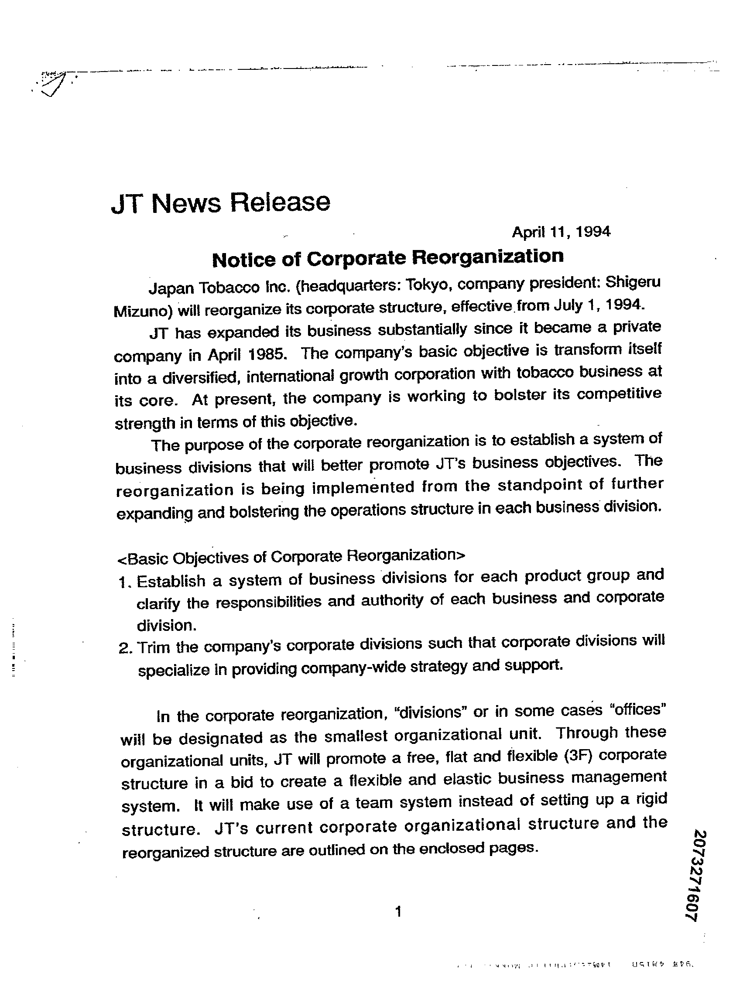 JT News Release
April 11, 1994
Notice of Corporate Reorganization
Japan Tobacco Inc. (headquarters: Tokyo, company president: Shigeru
Mizuno) will reorganize its corporate structure, effective from July 1, 1994.
JT has expanded its business substantially since it became a private
company in April 1985. The company's basic objective is transform itself
into a diversified, international growth corporation with tobacco business at
its core. At present, the company is working to bolster its competitive
strength in terms of this objective.
The purpose of the corporate reorganization is to establish a system of
business divisions that will better promote JT's business objectives. The
reorganization is being implemented from the standpoint of further
expanding and bolstering the operations structure in each business division.
<Basic Objectives of Corporate Reorganization>
1. Establish a system of business divisions for each product group and
clarify the responsibilities and authority of each business and corporate
division.
2. Trim the company's corporate divisions such that corporate divisions will
specialize in providing company-wide strategy and support.
In the corporate reorganization, “divisions” or in some cases “offices”
will be designated as the smallest organizational unit. Through these
organizational units, JT will promote a free, flat and flexible (3F) corporate
structure in a bid to create a flexible and elastic business management
system. It will make use of a team system instead of setting up a rigid
structure. JT's current corporate organizational structure and the
reorganized structure are outlined on the enclosed pages.
2073271607
1